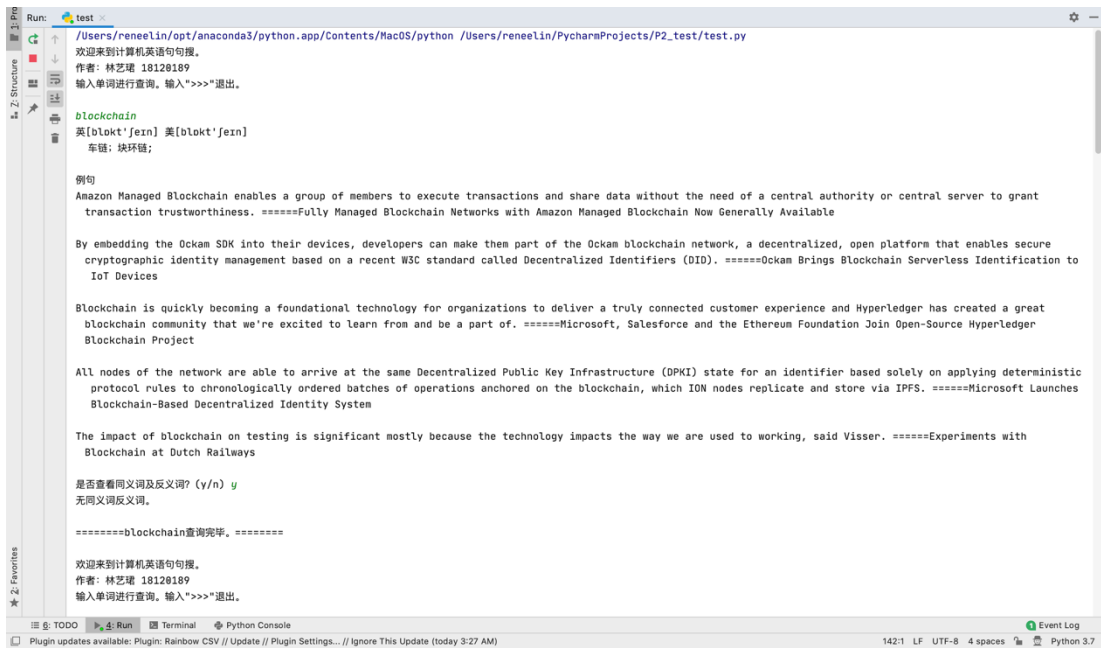 1: Pro
Run: test
/Users/reneelin/opt/anaconda3/python.app/Contents/MacOS/python /Users/reneelin/PycharmProjects/P2_test/test.py
欢迎来到计算机英语句句搜。
作者：林艺珺 18120189
输入单词进行查询。输入">>>"退出。
Z: Structure
blockchain
英[blɒkt'ʃeɪn] 美[blɒkt'ʃeɪn]
车链；块环链;
例句
Amazon Managed Blockchain enables a group of members to execute transactions and share data without the need of a central authority or central server to grant
transaction trustworthiness. ======Fully Managed Blockchain Networks with Amazon Managed Blockchain Now Generally Available
By embedding the Ockam SDK into their devices, developers can make them part of the Ockam blockchain network, a decentralized, open platform that enables secure
cryptographic identity management based on a recent W3C standard called Decentralized Identifiers (DID). ======Ockam Brings Blockchain Serverless Identification to
IoT Devices
Blockchain is quickly becoming a foundational technology for organizations to deliver a truly connected customer experience and Hyperledger has created a great
blockchain community that we're excited to learn from and be a part of. ======Microsoft, Salesforce and the Ethereum Foundation Join Open-Source Hyperledger
Blockchain Project
All nodes of the network are able to arrive at the same Decentralized Public Key Infrastructure (DPKI) state for an identifier based solely on applying deterministic
protocol rules to chronologically ordered batches of operations anchored on the blockchain, which ION nodes replicate and store via IPFS. ======Microsoft Launches
Blockchain-Based Decentralized Identity System
The impact of blockchain on testing is significant mostly because the technology impacts the way we are used to working, said Visser. ======Experiments with
Blockchain at Dutch Railways
是否查看同义词及反义词？(y/n) y
无同义词反义词。
========blockchain查询完毕。========
欢迎来到计算机英语句句搜。
作者：林艺珺 18120189
输入单词进行查询。输入">>>"退出。
2: Favorites
6: TODO 4: Run Terminal Python Console 1 Event Log
Plugin updates available: Plugin: Rainbow CSV // Update // Plugin Settings... // Ignore This Update (today 3:27 AM) 142:1 LF UTF-8 4 spaces Python 3.7